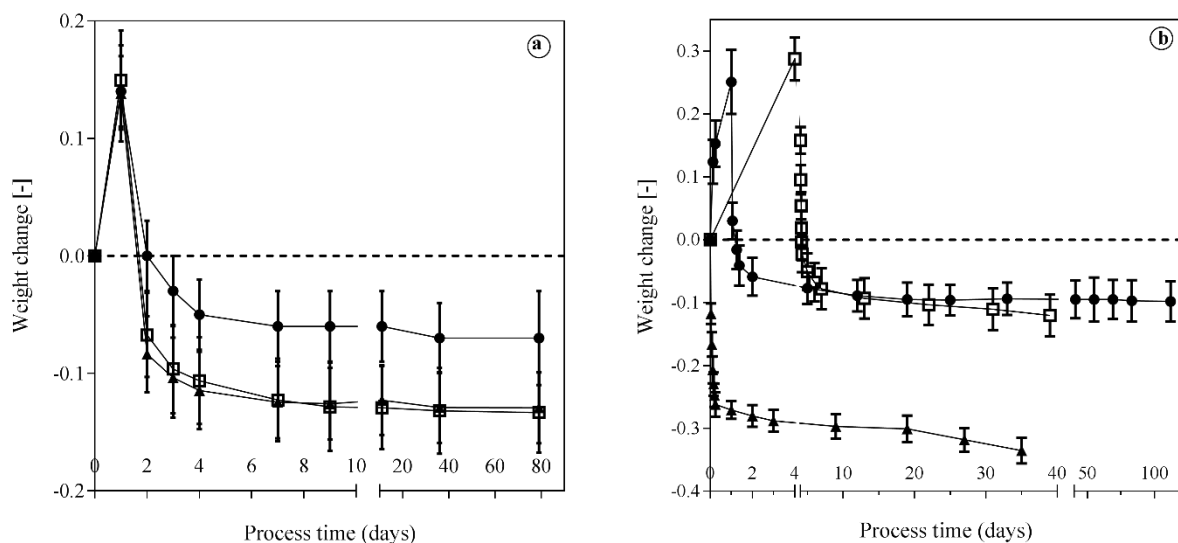 0.2
a
0.1
0.0
-0.1
-0.2
0 2 4 6 8 10 20 40 60 80
Weight change [-]
Process time (days)
b
0.3
0.2
0.1
0.0
-0.1
-0.2
-0.3
-0.4
0 2 4 10 20 30 40 50 100
Weight change [-]
Process time (days)